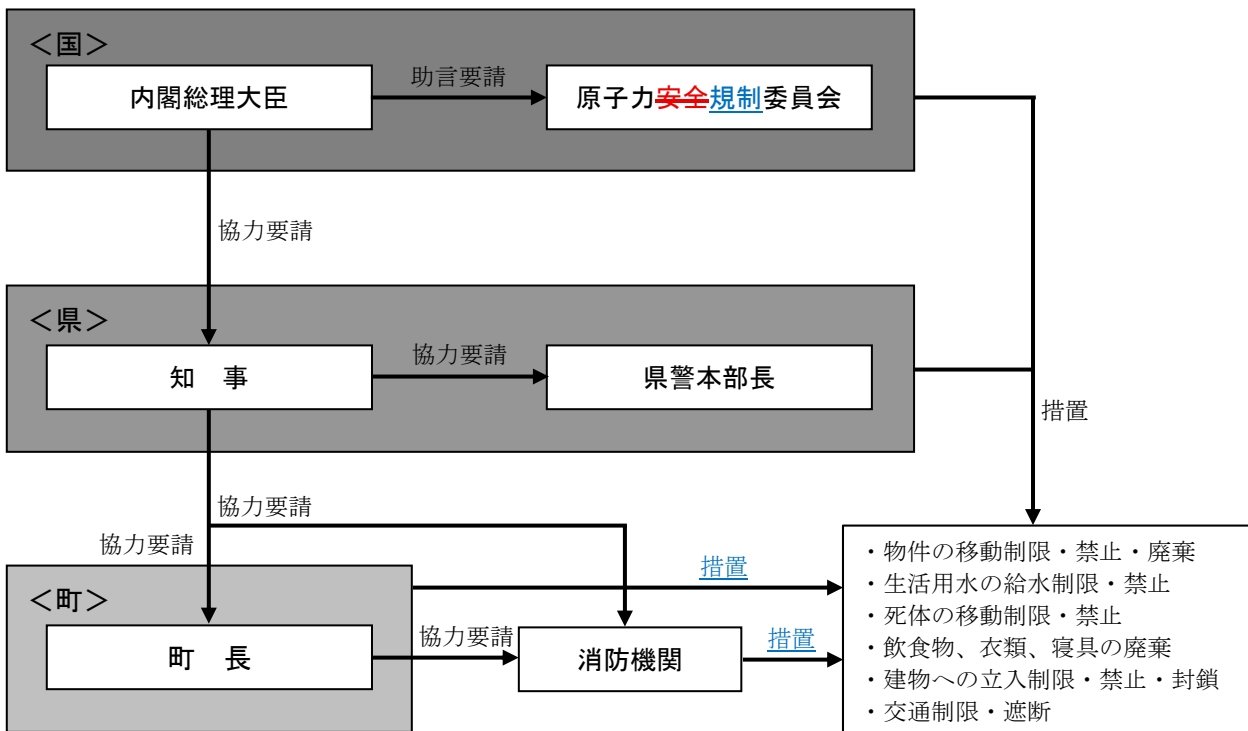 ＜国＞
内閣総理大臣
助言要請
原子力安全規制委員会
協力要請
＜県＞
知　事
協力要請
県警本部長
措置
協力要請
協力要請
＜町＞
町　長
協力要請
消防機関
措置
措置
・物件の移動制限・禁止・廃棄
・生活用水の給水制限・禁止
・死体の移動制限・禁止
・飲食物、衣類、寝具の廃棄
・建物への立入制限・禁止・封鎖
・交通制限・遮断